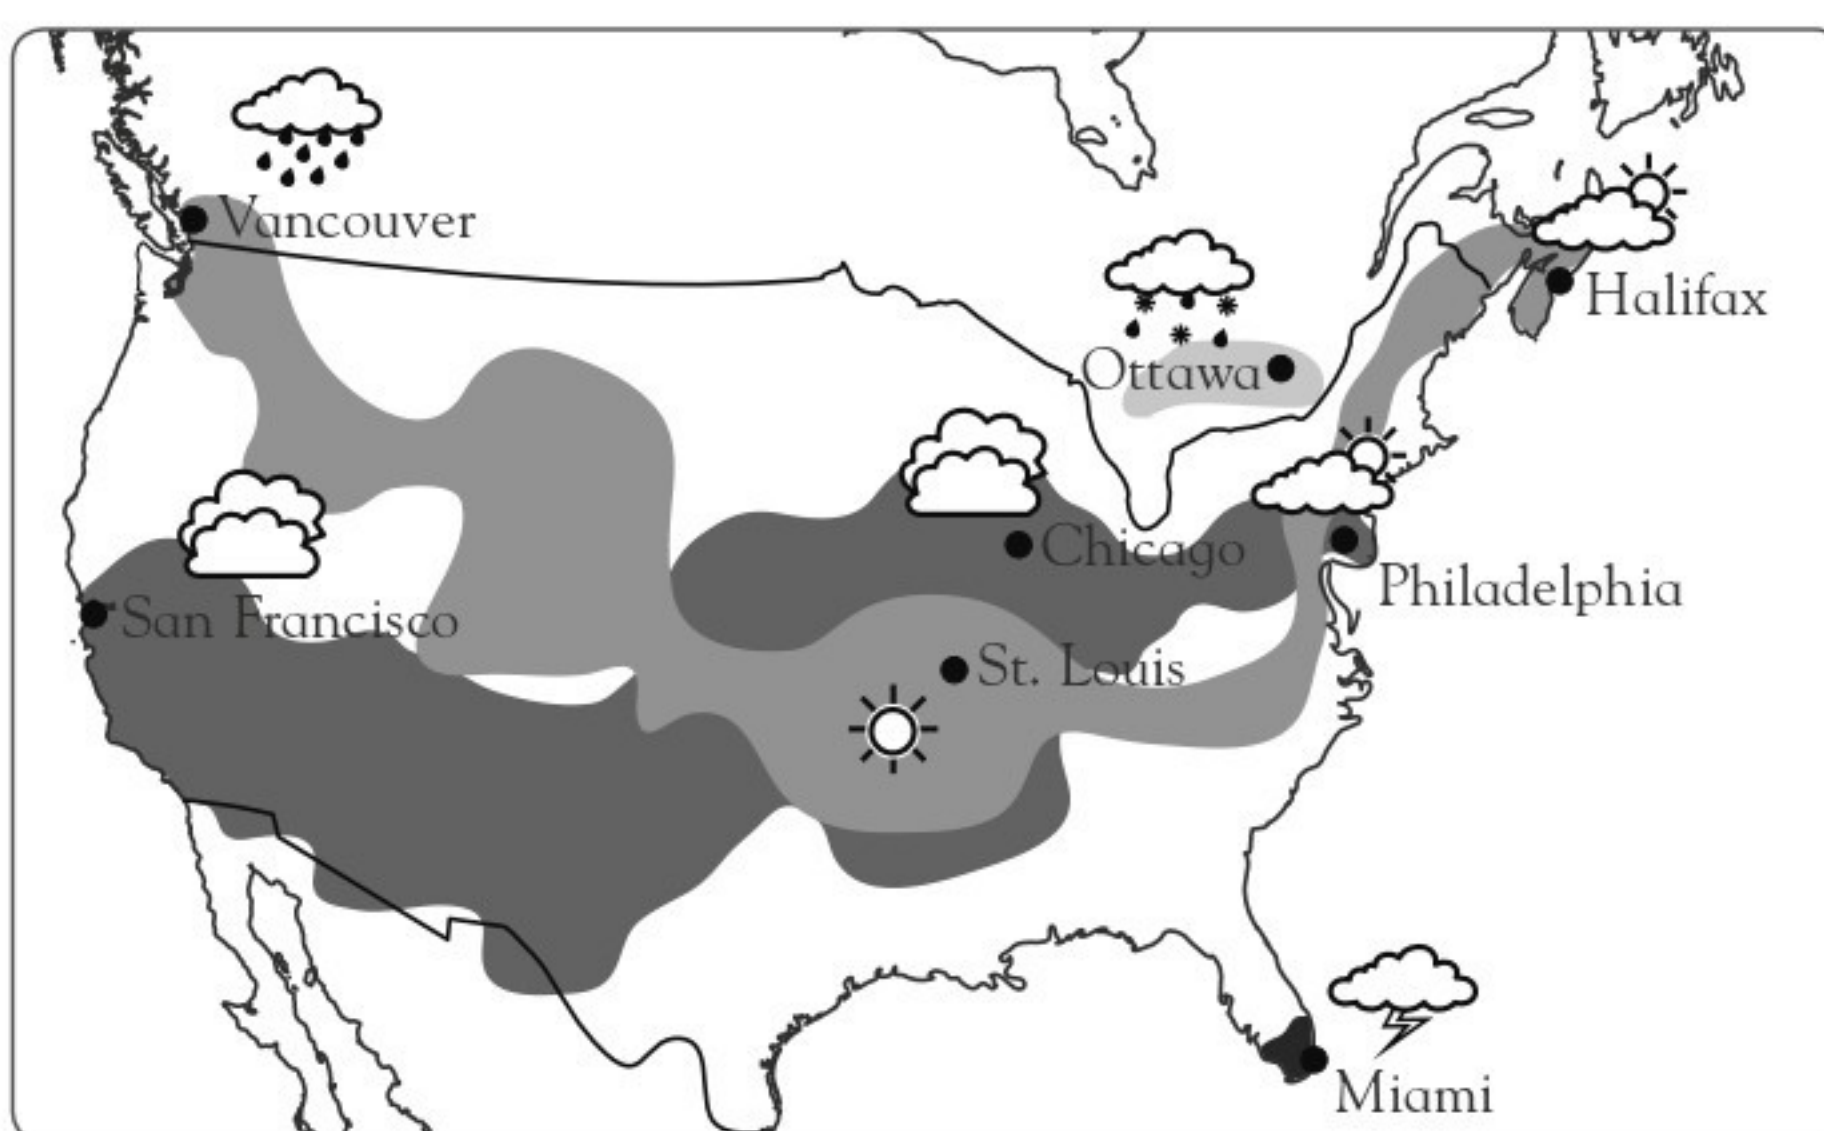 Vancouver
Halifax
Ottawa
Chicago
Philadelphia
San Francisco
St. Louis
Miami